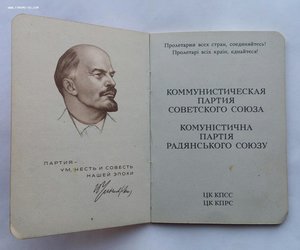 ПАРТИЯ–
УМ, ЧЕСТЬ И СОВЕСТЬ
НАШЕЙ ЭПОХИ
Пролетарии всех стран, соединяйтесь!
Пролетарі всіх країн, єднайтеся!
КОММУНИСТИЧЕСКАЯ
ПАРТИЯ
СОВЕТСКОГО СОЮЗА
КОМУНІСТИЧНА
ПАРТІЯ
РАДЯНСЬКОГО СОЮЗУ
ЦК КПСС
ЦК КПРС